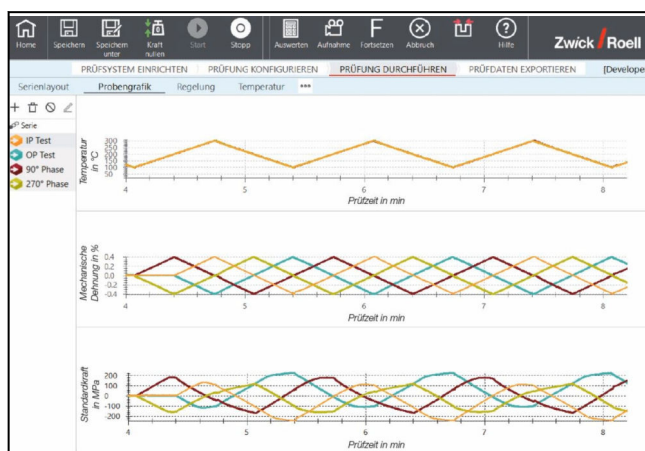 Home Speichern Speichern unter Kraft nullen Start Stopp Auswerten Aufnahme Fortsetzen Abbruch Hilfe Zwick / Roell
PRÜFSYSTEM EINRICHTEN PRÜFUNG KONFIGURIEREN PRÜFUNG DURCHFÜHREN PRÜFDATEN EXPORTIEREN [Develope
Serienlayout Probengrafik Regelung Temperatur •••
Serie
IP Test
OP Test
90° Phase
270° Phase
Temperatur in °C
300
250
200
150
100
50
4 5 6 7 8
Prüfzeit in min
Mechanische Dehnung in %
0.4
0.2
0.0
-0.2
-0.4
4 5 6 7 8
Prüfzeit in min
Standardkraft in MPa
200
100
0
-100
-200
4 5 6 7 8
Prüfzeit in min